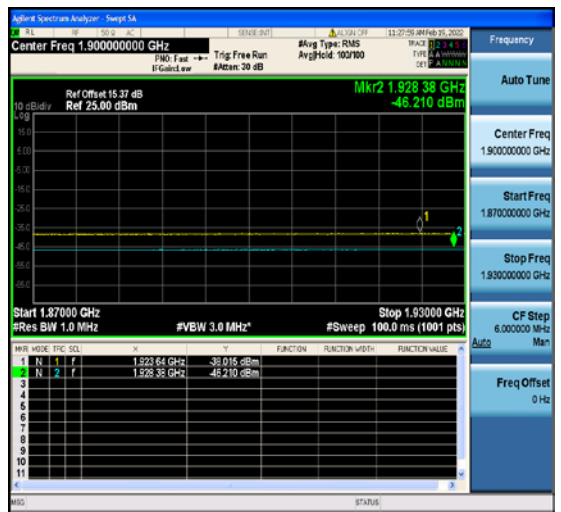 Agilent Spectrum Analyzer - Swept SA
RL RF 50 Ω AC SENSE:INT ALIGN OFF 11:27:59 AM Feb 19, 2022
Center Freq 1.900000000 GHz
PNO: Fast Trig: Free Run
IFGain:Low #Atten: 30 dB
#Avg Type: RMS
Avg|Hold: 100/100
TRACE 1 2 3 4 5 6
TYPE
DET
Frequency
Mkr2 1.928 38 GHz
-46.210 dBm
Ref Offset 15.37 dB
10 dB/div Ref 25.00 dBm
Log
15.0
5.00
-5.00
-15.0
-25.0
-35.0
-45.0
-55.0
-65.0
1
2
Start 1.87000 GHz Stop 1.93000 GHz
#Res BW 1.0 MHz #VBW 3.0 MHz* #Sweep 100.0 ms (1001 pts)
MKR MODE TRC SCL X Y FUNCTION FUNCTION WIDTH FUNCTION VALUE
1 N 1 f 1.923 64 GHz -38.015 dBm
2 N 2 f 1.928 38 GHz -46.210 dBm
3
4
5
6
7
8
9
10
11
MSG STATUS
Auto Tune
Center Freq
1.900000000 GHz
Start Freq
1.870000000 GHz
Stop Freq
1.930000000 GHz
CF Step
6.000000 MHz
Auto Man
Freq Offset
0 Hz